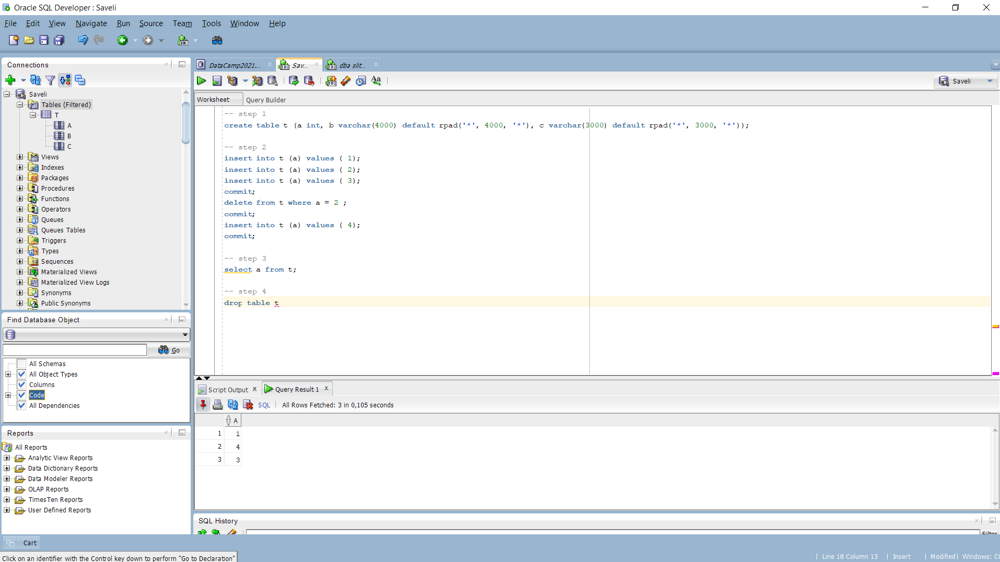 Oracle SQL Developer : Saveli
File Edit View Navigate Run Source Team Tools Window Help
Connections
Saveli
Tables (Filtered)
T
A
B
C
Views
Indexes
Packages
Procedures
Functions
Operators
Queues
Queues Tables
Triggers
Types
Sequences
Materialized Views
Materialized View Logs
Synonyms
Public Synonyms
Find Database Object
Go
All Schemas
All Object Types
Columns
Code
All Dependencies
Reports
All Reports
Analytic View Reports
Data Dictionary Reports
Data Modeler Reports
OLAP Reports
TimesTen Reports
User Defined Reports
DataCamp2021.... Sav... dba slit...
Saveli
Worksheet Query Builder
-- step 1
create table t (a int, b varchar(4000) default rpad('*', 4000, '*'), c varchar(3000) default rpad('*', 3000, '*'));
-- step 2
insert into t (a) values ( 1);
insert into t (a) values ( 2);
insert into t (a) values ( 3);
commit;
delete from t where a = 2 ;
commit;
insert into t (a) values ( 4);
commit;
-- step 3
select a from t;
-- step 4
drop table t
Script Output Query Result 1
SQL All Rows Fetched: 3 in 0,105 seconds
A
1 1
2 4
3 3
SQL History
Filter
Cart
Click on an identifier with the Control key down to perform "Go to Declaration"
Line 18 Column 13 Insert Modified Windows: Cl